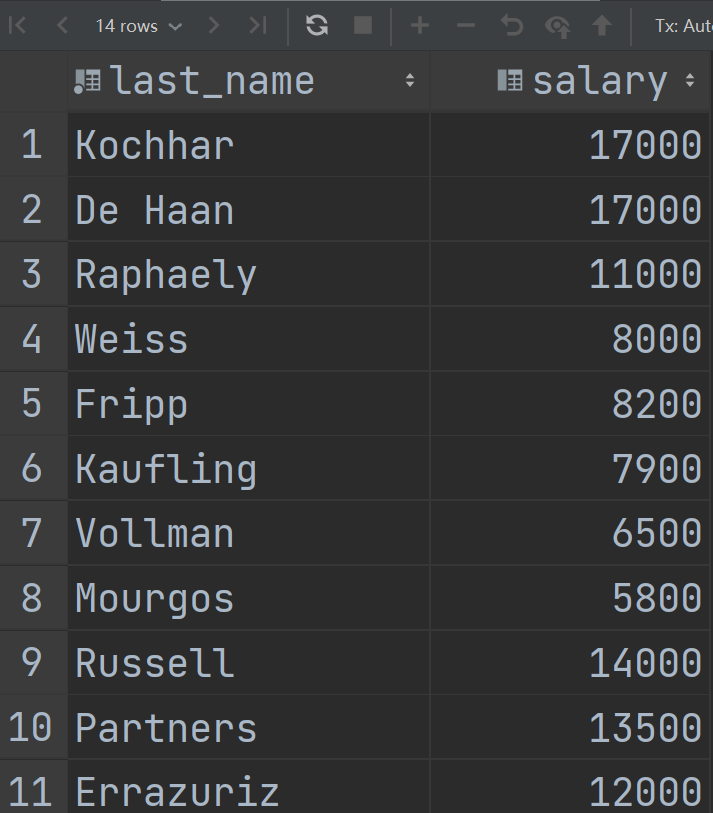 14 rows Tx: Aut
last_name salary
1 Kochhar 17000
2 De Haan 17000
3 Raphaely 11000
4 Weiss 8000
5 Fripp 8200
6 Kaufling 7900
7 Vollman 6500
8 Mourgos 5800
9 Russell 14000
10 Partners 13500
11 Errazuriz 12000